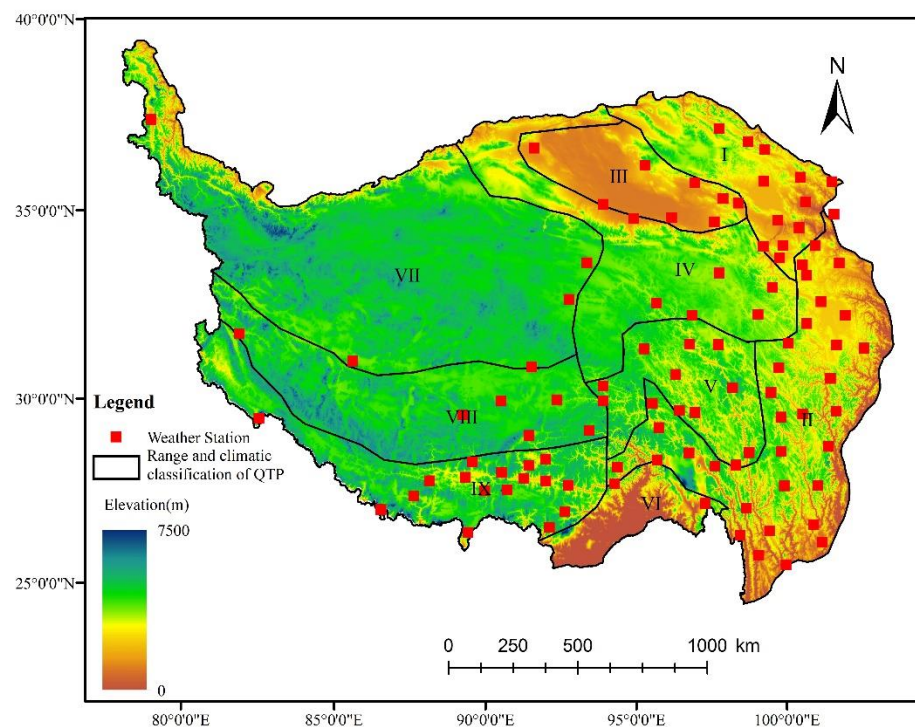 40°0'0"N
N
I
III
35°0'0"N
IV
VII
30°0'0"N
V
Legend
VIII
II
Weather Station
Range and climatic
classification of QTP
IX
VI
Elevation(m)
7500
25°0'0"N
0 250 500 1000 km
0
80°0'0"E 85°0'0"E 90°0'0"E 95°0'0"E 100°0'0"E